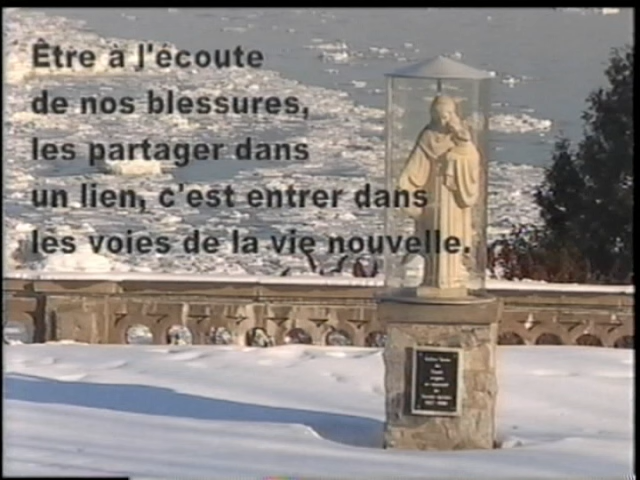 Être à l'écoute
de nos blessures,
les partager dans
un lien, c'est entrer dans
les voies de la vie nouvelle.